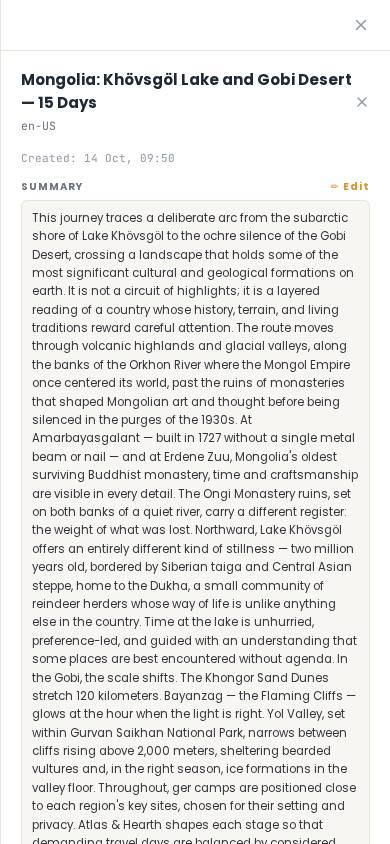 Mongolia: Khövsgöl Lake and Gobi Desert
— 15 Days
en-US
Created: 14 Oct, 09:50
SUMMARY
✏ Edit
This journey traces a deliberate arc from the subarctic
shore of Lake Khövsgöl to the ochre silence of the Gobi
Desert, crossing a landscape that holds some of the
most significant cultural and geological formations on
earth. It is not a circuit of highlights; it is a layered
reading of a country whose history, terrain, and living
traditions reward careful attention. The route moves
through volcanic highlands and glacial valleys, along
the banks of the Orkhon River where the Mongol Empire
once centered its world, past the ruins of monasteries
that shaped Mongolian art and thought before being
silenced in the purges of the 1930s. At
Amarbayasgalant — built in 1727 without a single metal
beam or nail — and at Erdene Zuu, Mongolia's oldest
surviving Buddhist monastery, time and craftsmanship
are visible in every detail. The Ongi Monastery ruins, set
on both banks of a quiet river, carry a different register:
the weight of what was lost. Northward, Lake Khövsgöl
offers an entirely different kind of stillness — two million
years old, bordered by Siberian taiga and Central Asian
steppe, home to the Dukha, a small community of
reindeer herders whose way of life is unlike anything
else in the country. Time at the lake is unhurried,
preference-led, and guided with an understanding that
some places are best encountered without agenda. In
the Gobi, the scale shifts. The Khongor Sand Dunes
stretch 120 kilometers. Bayanzag — the Flaming Cliffs —
glows at the hour when the light is right. Yol Valley, set
within Gurvan Saikhan National Park, narrows between
cliffs rising above 2,000 meters, sheltering bearded
vultures and, in the right season, ice formations in the
valley floor. Throughout, ger camps are positioned close
to each region's key sites, chosen for their setting and
privacy. Atlas & Hearth shapes each stage so that
demanding travel days are balanced by considered